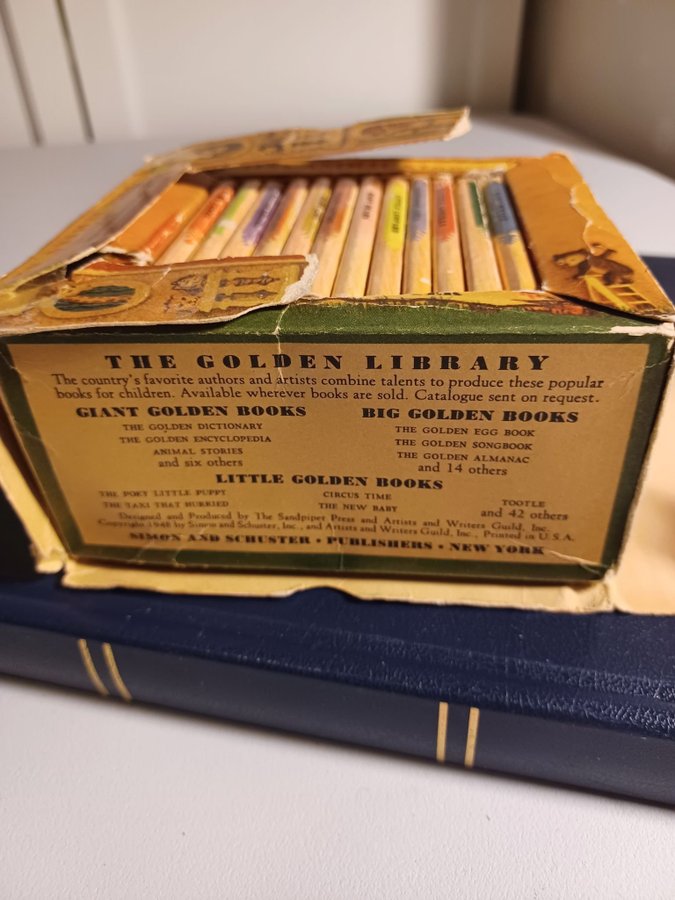 THE GOLDEN LIBRARY
The country's favorite authors and artists combine talents to produce these popular
books for children. Available wherever books are sold. Catalogue sent on request.
GIANT GOLDEN BOOKS
THE GOLDEN DICTIONARY
THE GOLDEN ENCYCLOPEDIA
ANIMAL STORIES
and six others
BIG GOLDEN BOOKS
THE GOLDEN EGG BOOK
THE GOLDEN SONGBOOK
THE GOLDEN ALMANAC
and 14 others
LITTLE GOLDEN BOOKS
THE POKY LITTLE PUPPY
THE TAXI THAT HURRIED
CIRCUS TIME
THE NEW BABY
TOOTLE
and 42 others
Designed and Produced by The Sandpiper Press and Artists and Writers Guild, Inc.
Copyright 1948 by Simon and Schuster, Inc., and Artists and Writers Guild, Inc., Printed in U.S.A.
SIMON AND SCHUSTER • PUBLISHERS • NEW YORK